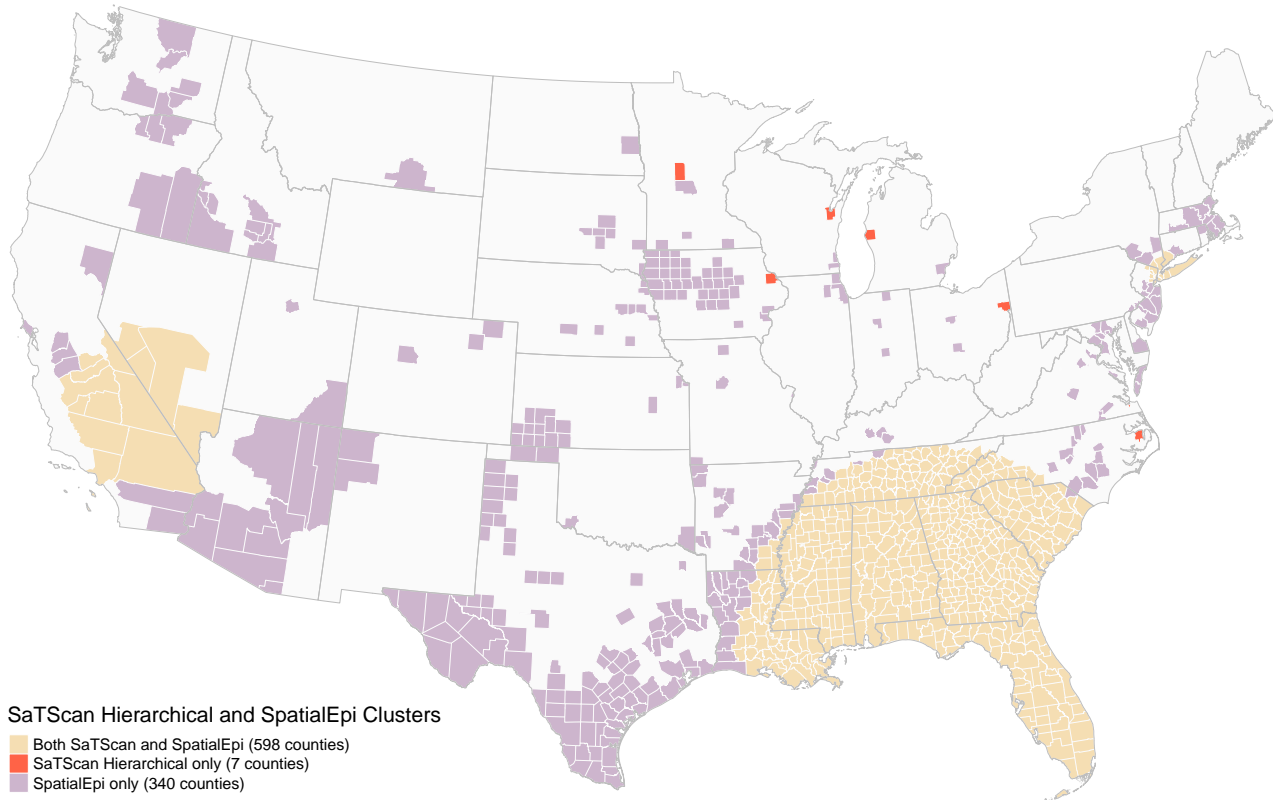 SaTScan Hierarchical and SpatialEpi Clusters
Both SaTScan and SpatialEpi (598 counties)
SaTScan Hierarchical only (7 counties)
SpatialEpi only (340 counties)